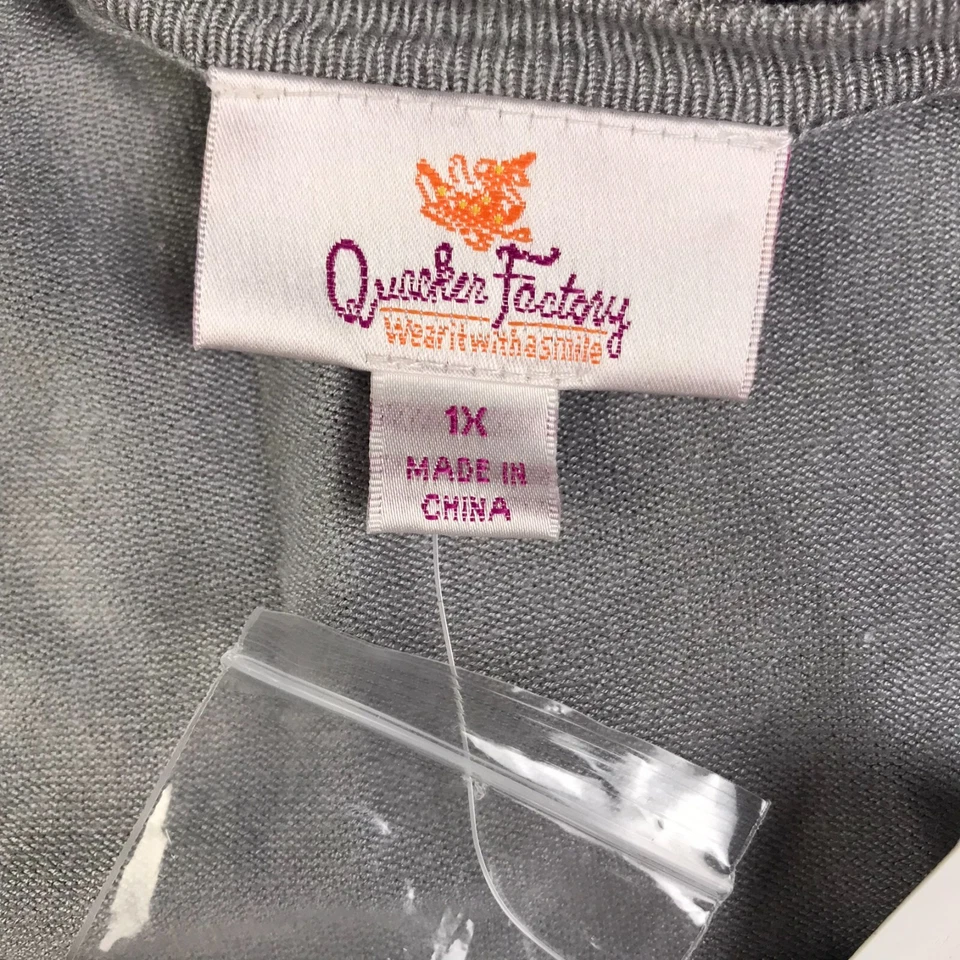 Quacker Factory
Wear it with a smile
1X
MADE IN
CHINA